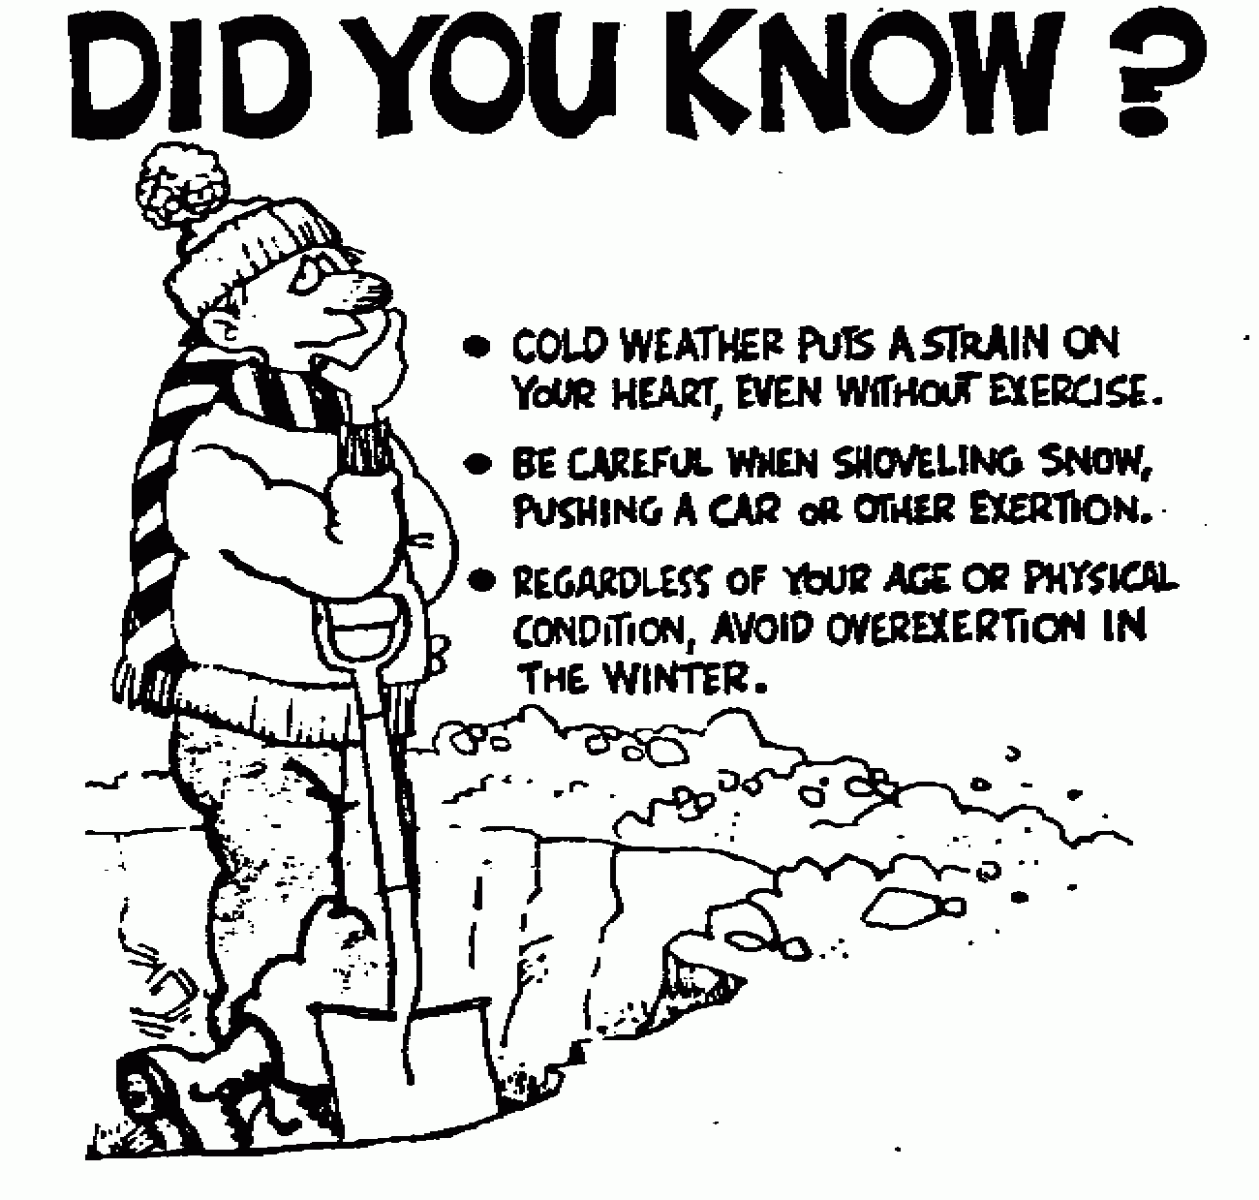 DID YOU KNOW?
• COLD WEATHER PUTS A STRAIN ON
YOUR HEART, EVEN WITHOUT EXERCISE.
• BE CAREFUL WHEN SHOVELING SNOW,
PUSHING A CAR OR OTHER EXERTION.
• REGARDLESS OF YOUR AGE OR PHYSICAL
CONDITION, AVOID OVEREXERTION IN
THE WINTER.